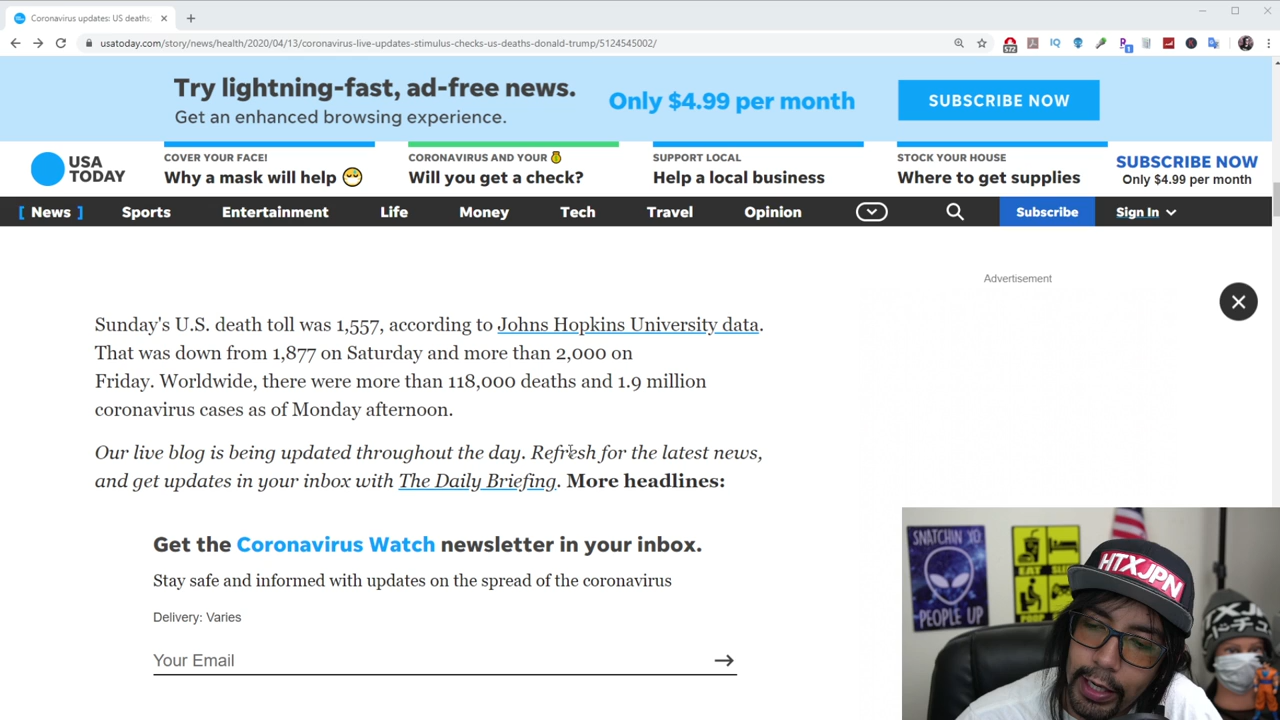 Coronavirus updates: US deaths
usatoday.com/story/news/health/2020/04/13/coronavirus-live-updates-stimulus-checks-us-deaths-donald-trump/5124545002/
572
IQ
1
Try lightning-fast, ad-free news.
Get an enhanced browsing experience.
Only $4.99 per month
SUBSCRIBE NOW
USA
TODAY
COVER YOUR FACE!
Why a mask will help
CORONAVIRUS AND YOUR
Will you get a check?
SUPPORT LOCAL
Help a local business
STOCK YOUR HOUSE
Where to get supplies
SUBSCRIBE NOW
Only $4.99 per month
[ News ] Sports Entertainment Life Money Tech Travel Opinion Subscribe Sign In
Advertisement
Sunday's U.S. death toll was 1,557, according to Johns Hopkins University data.
That was down from 1,877 on Saturday and more than 2,000 on
Friday. Worldwide, there were more than 118,000 deaths and 1.9 million
coronavirus cases as of Monday afternoon.
Our live blog is being updated throughout the day. Refresh for the latest news,
and get updates in your inbox with The Daily Briefing. More headlines:
Get the Coronavirus Watch newsletter in your inbox.
Stay safe and informed with updates on the spread of the coronavirus
Delivery: Varies
Your Email
SNATCHIN YO
PEOPLE UP
EAT
HTXJPN